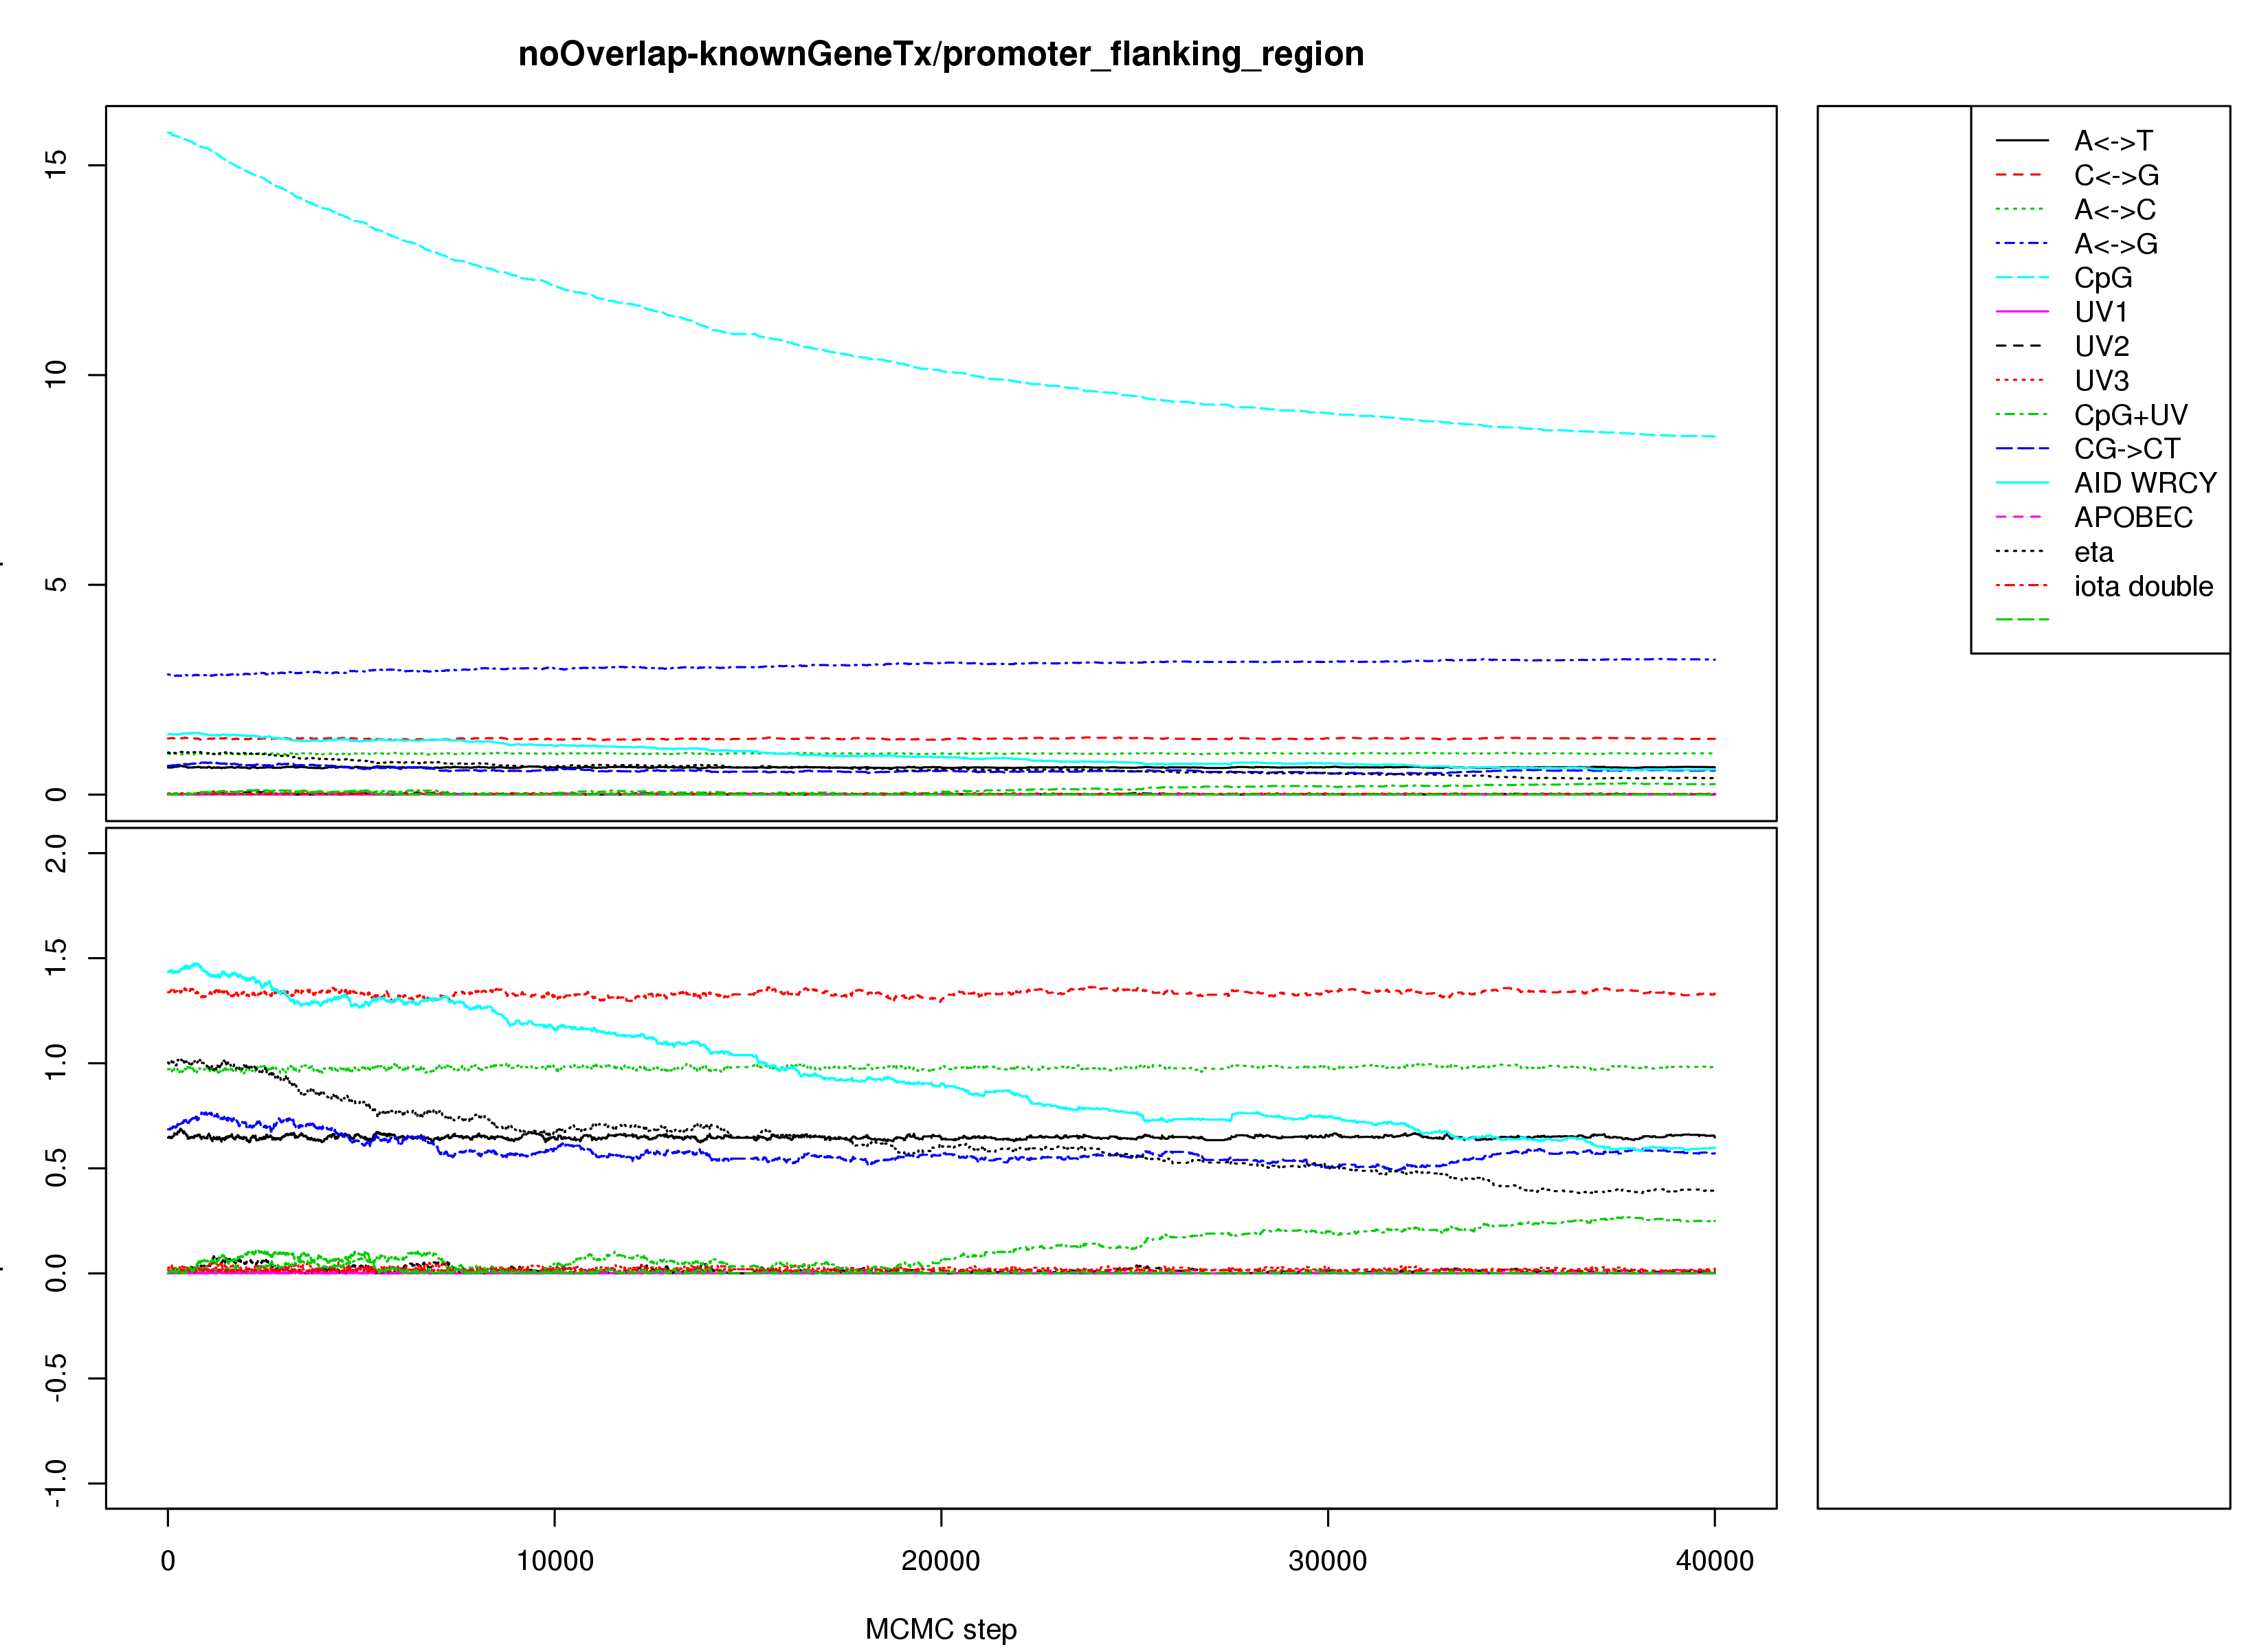 noOverlap-knownGeneTx/promoter_flanking_region
15
10
5
0
2.0
1.5
1.0
0.5
0.0
-0.5
-1.0
0 10000 20000 30000 40000
MCMC step
A<->T
C<->G
A<->C
A<->G
CpG
UV1
UV2
UV3
CpG+UV
CG->CT
AID WRCY
APOBEC
eta
iota double